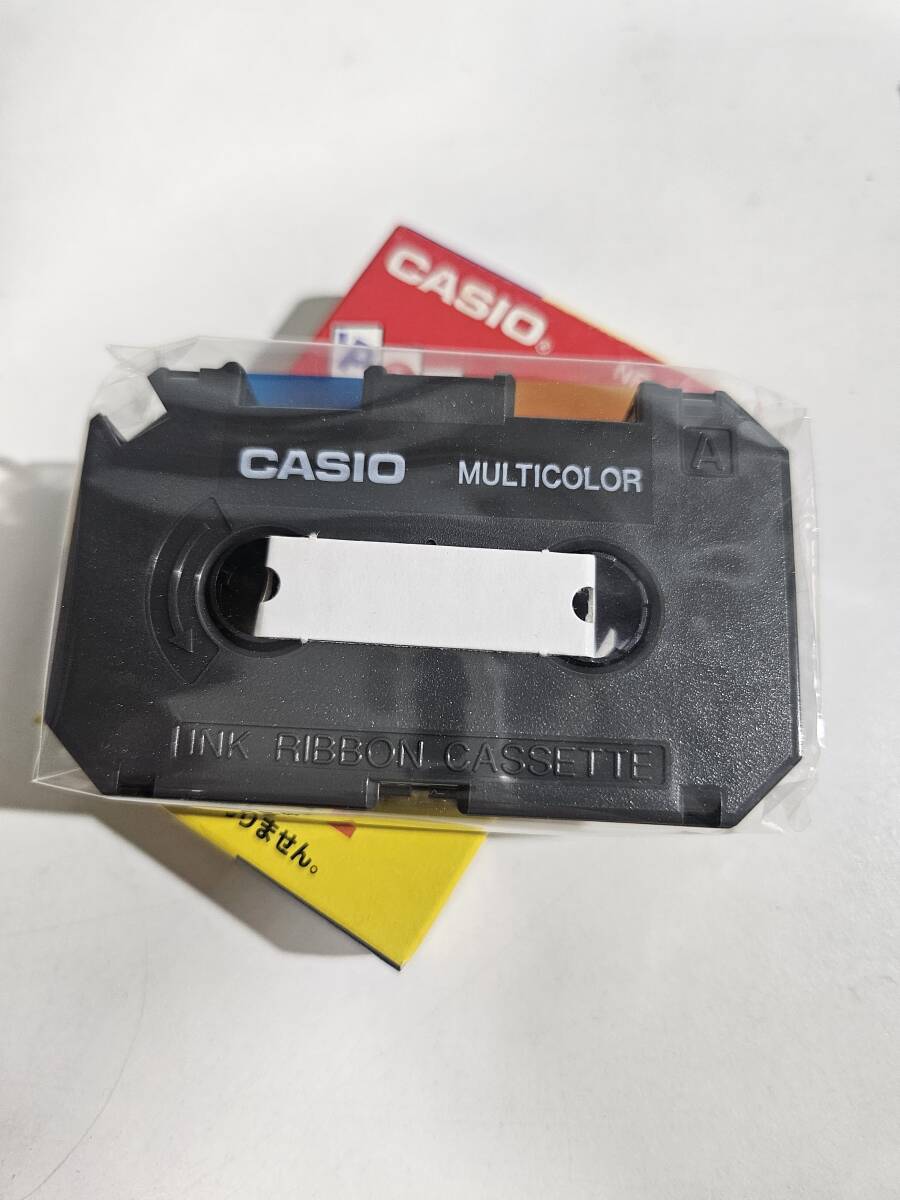 CASIO®
CASIO MULTICOLOR
A
INK RIBBON CASSETTE
りません。